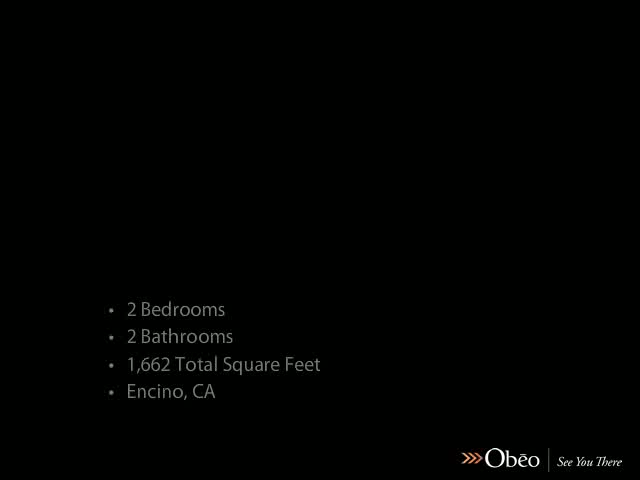 • 2 Bedrooms
• 2 Bathrooms
• 1,662 Total Square Feet
• Encino, CA
Obēo | See You There